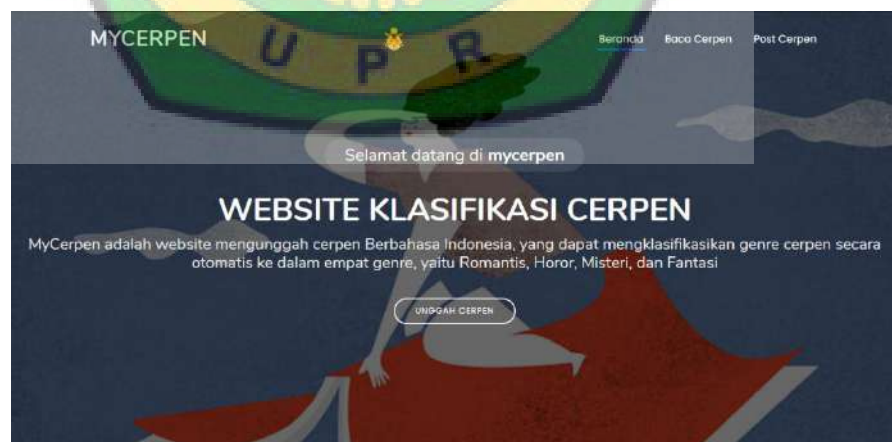 MYCERPEN
UPR
Beranda Baca Cerpen Post Cerpen
Selamat datang di mycerpen
WEBSITE KLASIFIKASI CERPEN
MyCerpen adalah website mengunggah cerpen Berbahasa Indonesia, yang dapat mengklasifikasikan genre cerpen secara
otomatis ke dalam empat genre, yaitu Romantis, Horor, Misteri, dan Fantasi
UNGGAH CERPEN